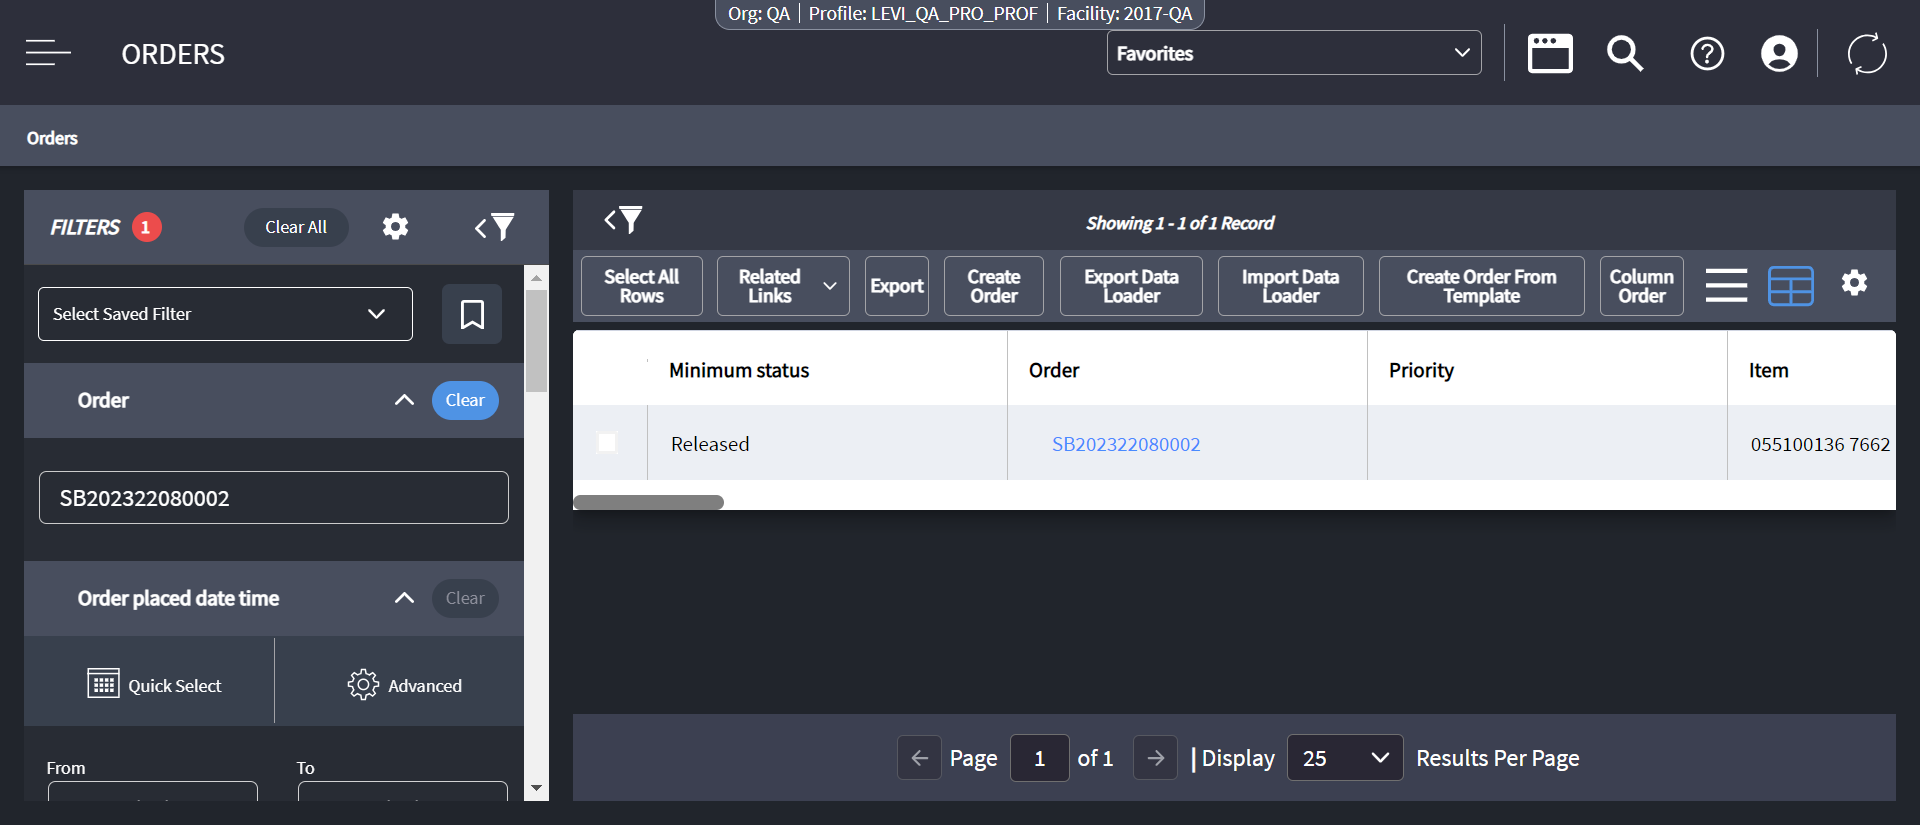 Org: QA | Profile: LEVI_QA_PRO_PROF | Facility: 2017-QA
ORDERS
Favorites
Orders
FILTERS 1 Clear All
Select Saved Filter
Order Clear
SB202322080002
Order placed date time Clear
Quick Select Advanced
From To
Showing 1 - 1 of 1 Record
Select All
Rows
Related
Links
Export
Create
Order
Export Data
Loader
Import Data
Loader
Create Order From
Template
Column
Order
Minimum status Order Priority Item
Released SB202322080002 055100136 7662
Page 1 of 1 | Display 25 Results Per Page